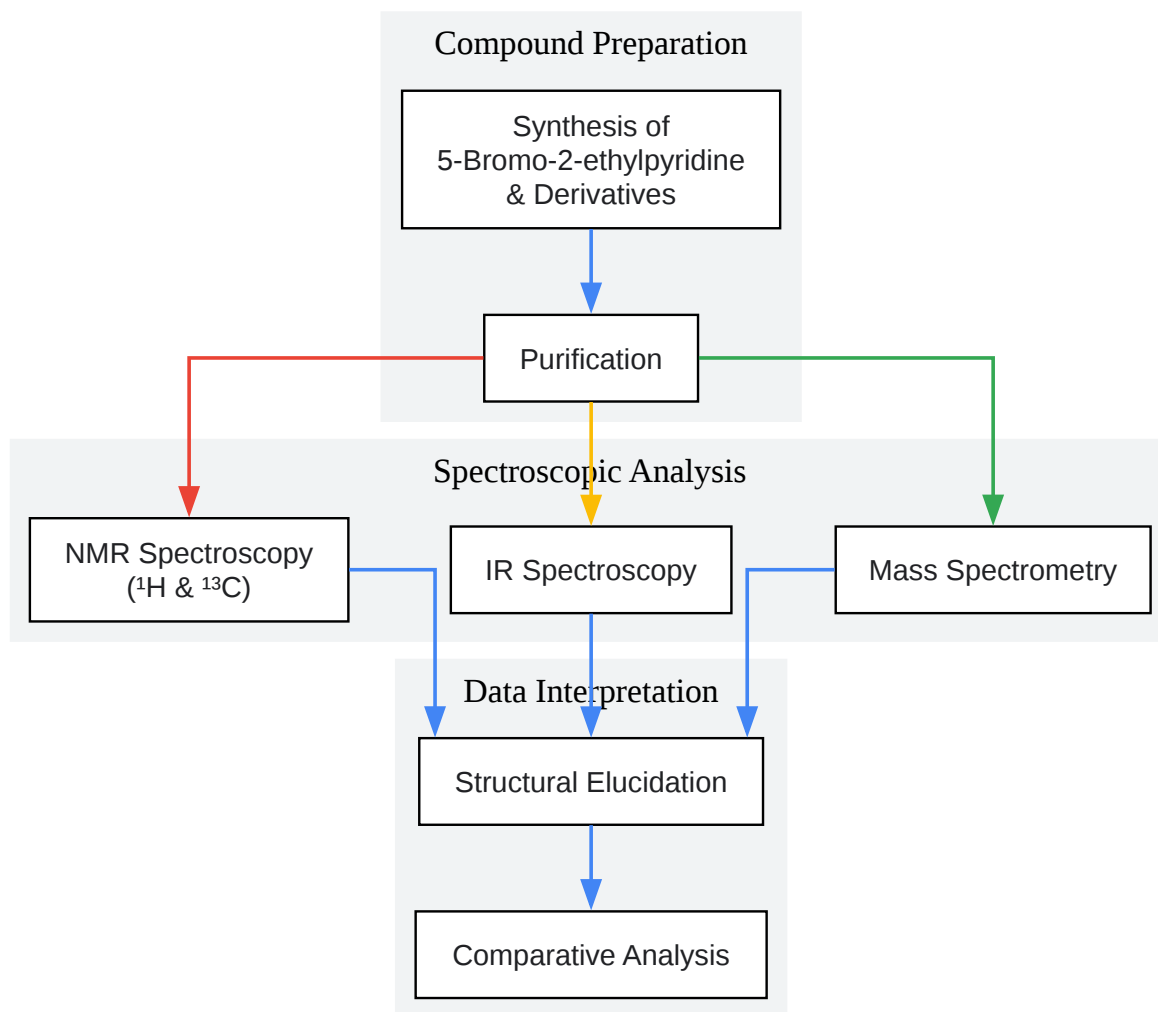 Compound Preparation
Synthesis of
5-Bromo-2-ethylpyridine
& Derivatives
Purification
Spectroscopic Analysis
NMR Spectroscopy
(¹H & ¹³C)
IR Spectroscopy
Mass Spectrometry
Data Interpretation
Structural Elucidation
Comparative Analysis